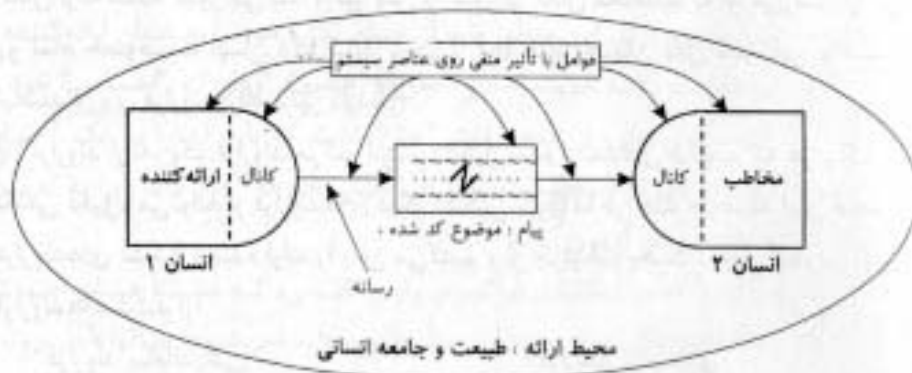 عوامل با تأثیر منفی روی عناصر سیستم
مخاطب
کانال
کانال
ارائه‌کننده
پیام : موضوع کد شده ،
انسان ۲
انسان ۱
رسانه
محیط ارائه ، طبیعت و جامعه انسانی